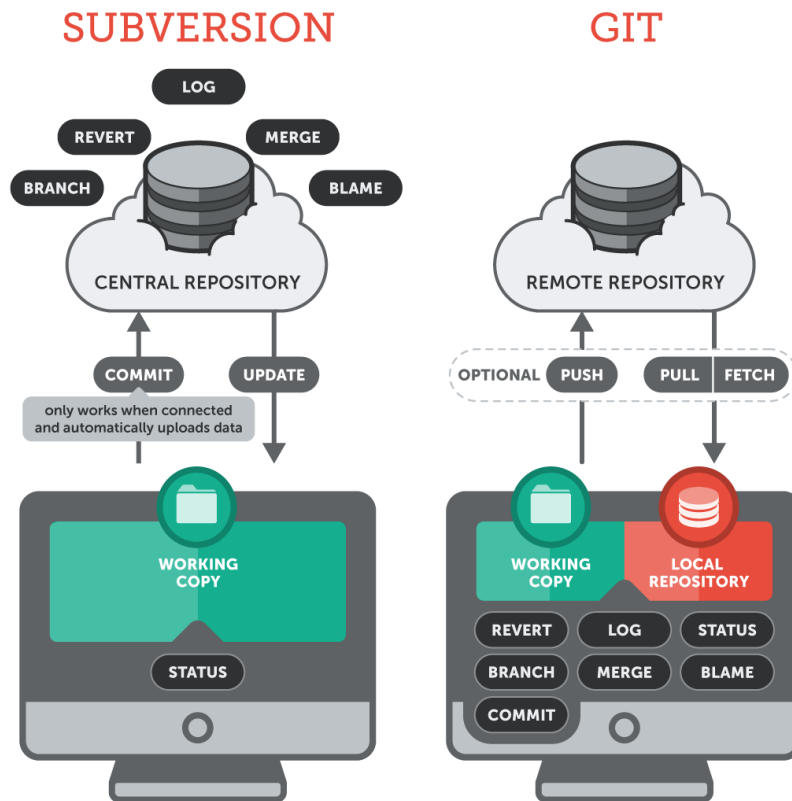 SUBVERSION
LOG
REVERT
MERGE
BRANCH
BLAME
CENTRAL REPOSITORY
COMMIT
UPDATE
only works when connected
and automatically uploads data
WORKING
COPY
STATUS
GIT
REMOTE REPOSITORY
OPTIONAL
PUSH
PULL
FETCH
WORKING
COPY
LOCAL
REPOSITORY
REVERT
LOG
STATUS
BRANCH
MERGE
BLAME
COMMIT